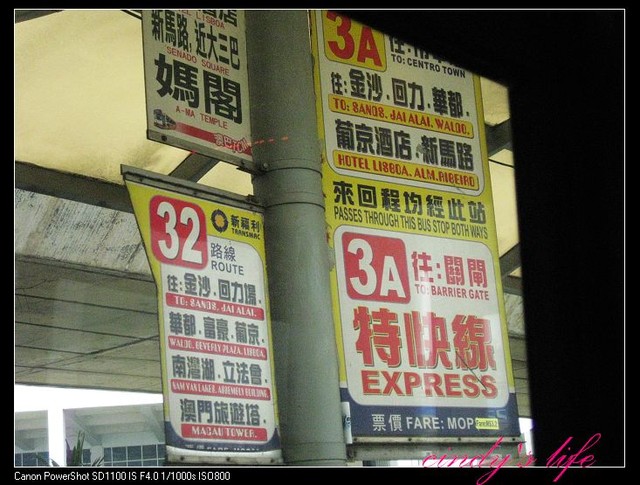 LISBOA
新馬路.近大三巴
SENADO SQUARE
媽閣
A-MA TEMPLE
3A
TO: CENTRO TOWN
往:金沙.回力.華都.
TO: SANDS. JAI ALAI. WALDO.
葡京酒店.新馬路
HOTEL LISBOA. ALM.RIBEIRO
來回程均經此站
PASSES THROUGH THIS BUS STOP BOTH WAYS
3A
往:關閘
TO: BARRIER GATE
特快線
EXPRESS
票價 FARE: MOP
32
新福利
TRANSMAC
路線
ROUTE
往:金沙.回力場.
TO: SANDS. JAI ALAI.
華都.富豪.葡京.
WALDO. BEVERLY PLAZA. LISBOA.
南灣湖.立法會.
NAM VAN LAKES. ASSEMBLY BUILDING.
澳門旅遊塔.
MACAU TOWER.
cindy's life
Canon PowerShot SD1100 IS F4.0 1/1000s ISO800